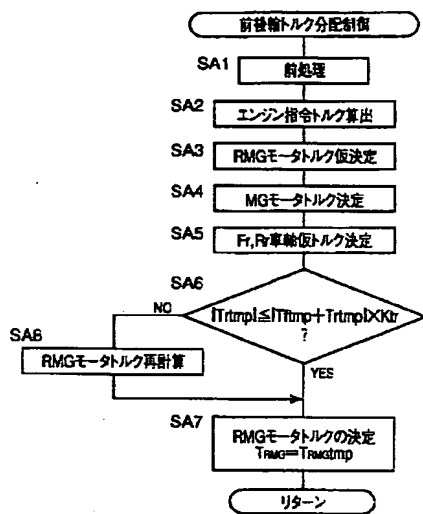 前後輪トルク分配制御
SA1
前処理
SA2
エンジン指令トルク算出
SA3
RMGモータトルク仮決定
SA4
MGモータトルク決定
SA5
Fr,Rr車輪仮トルク決定
SA6
|Trtmp|≦|Tftmp+Trtmp|×Ktr
?
NO
YES
SA8
RMGモータトルク再計算
SA7
RMGモータトルクの決定
TRMG=TRMGtmp
リターン